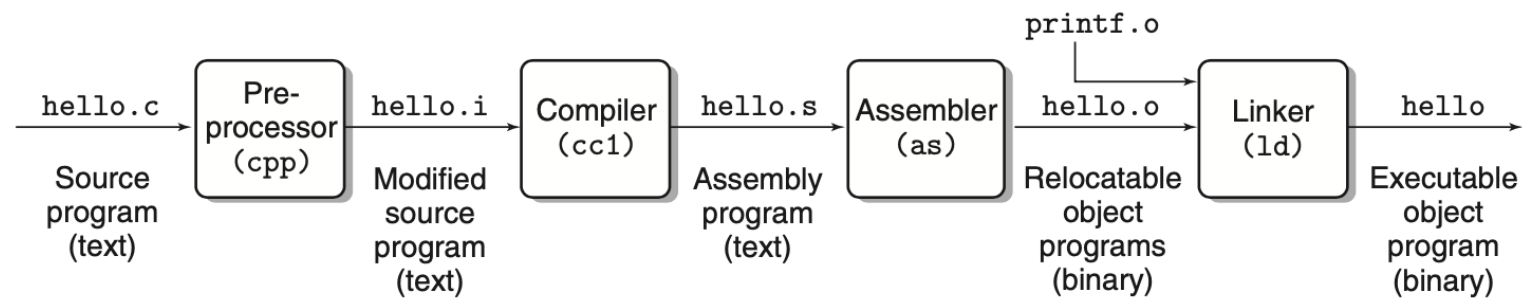 printf.o
hello.c
Pre-
processor
(cpp)
hello.i
Compiler
(cc1)
hello.s
Assembler
(as)
hello.o
Linker
(ld)
hello
Source
program
(text)
Modified
source
program
(text)
Assembly
program
(text)
Relocatable
object
programs
(binary)
Executable
object
program
(binary)